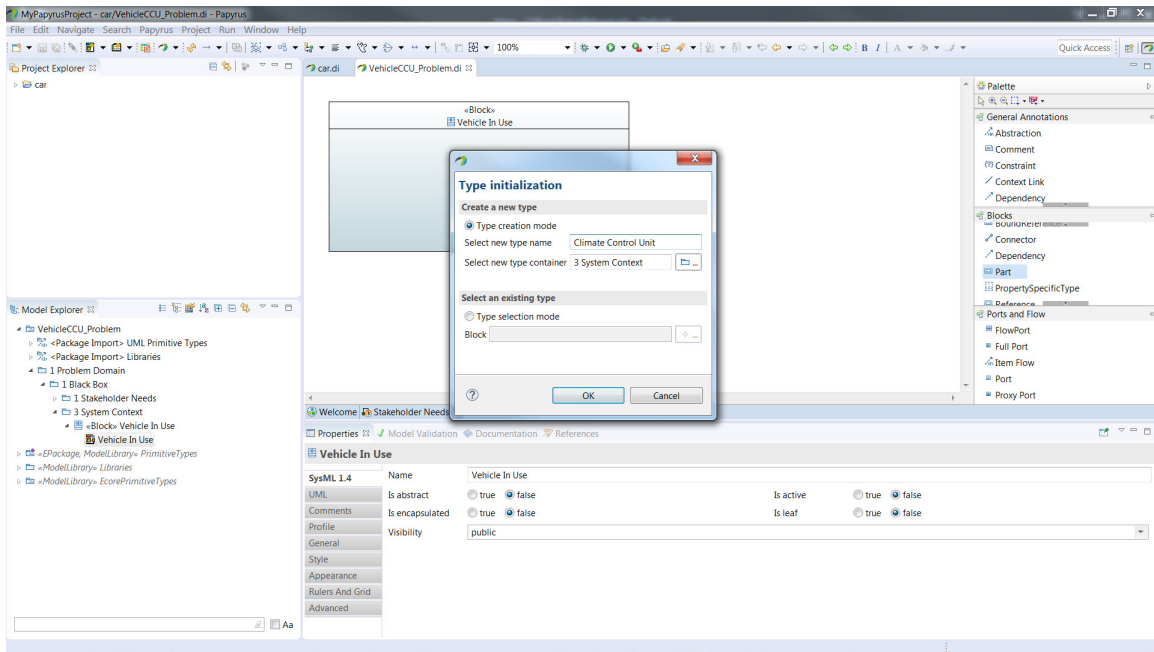 MyPapyrusProject - car/VehicleCCU_Problem.di - Papyrus
File Edit Navigate Search Papyrus Project Run Window Help
100%
B I A
Quick Access
Project Explorer
car
car.di
VehicleCCU_Problem.di
«Block»
Vehicle In Use
Type initialization
Create a new type
Type creation mode
Select new type name Climate Control Unit
Select new type container 3 System Context ...
Select an existing type
Type selection mode
Block ...
? OK Cancel
Palette
General Annotations
Abstraction
Comment
Constraint
Context Link
Dependency
Blocks
BoundReference
Connector
Dependency
Part
PropertySpecificType
Reference
Ports and Flow
FlowPort
Full Port
Item Flow
Port
Proxy Port
Model Explorer
VehicleCCU_Problem
<Package Import> UML Primitive Types
<Package Import> Libraries
1 Problem Domain
1 Black Box
1 Stakeholder Needs
3 System Context
«Block» Vehicle In Use
Vehicle In Use
«EPackage, ModelLibrary» PrimitiveTypes
«ModelLibrary» Libraries
«ModelLibrary» EcorePrimitiveTypes
Aa
Welcome Stakeholder Needs
Properties Model Validation Documentation References
Vehicle In Use
SysML 1.4
UML
Comments
Profile
General
Style
Appearance
Rulers And Grid
Advanced
Name Vehicle In Use
Is abstract true false Is active true false
Is encapsulated true false Is leaf true false
Visibility public